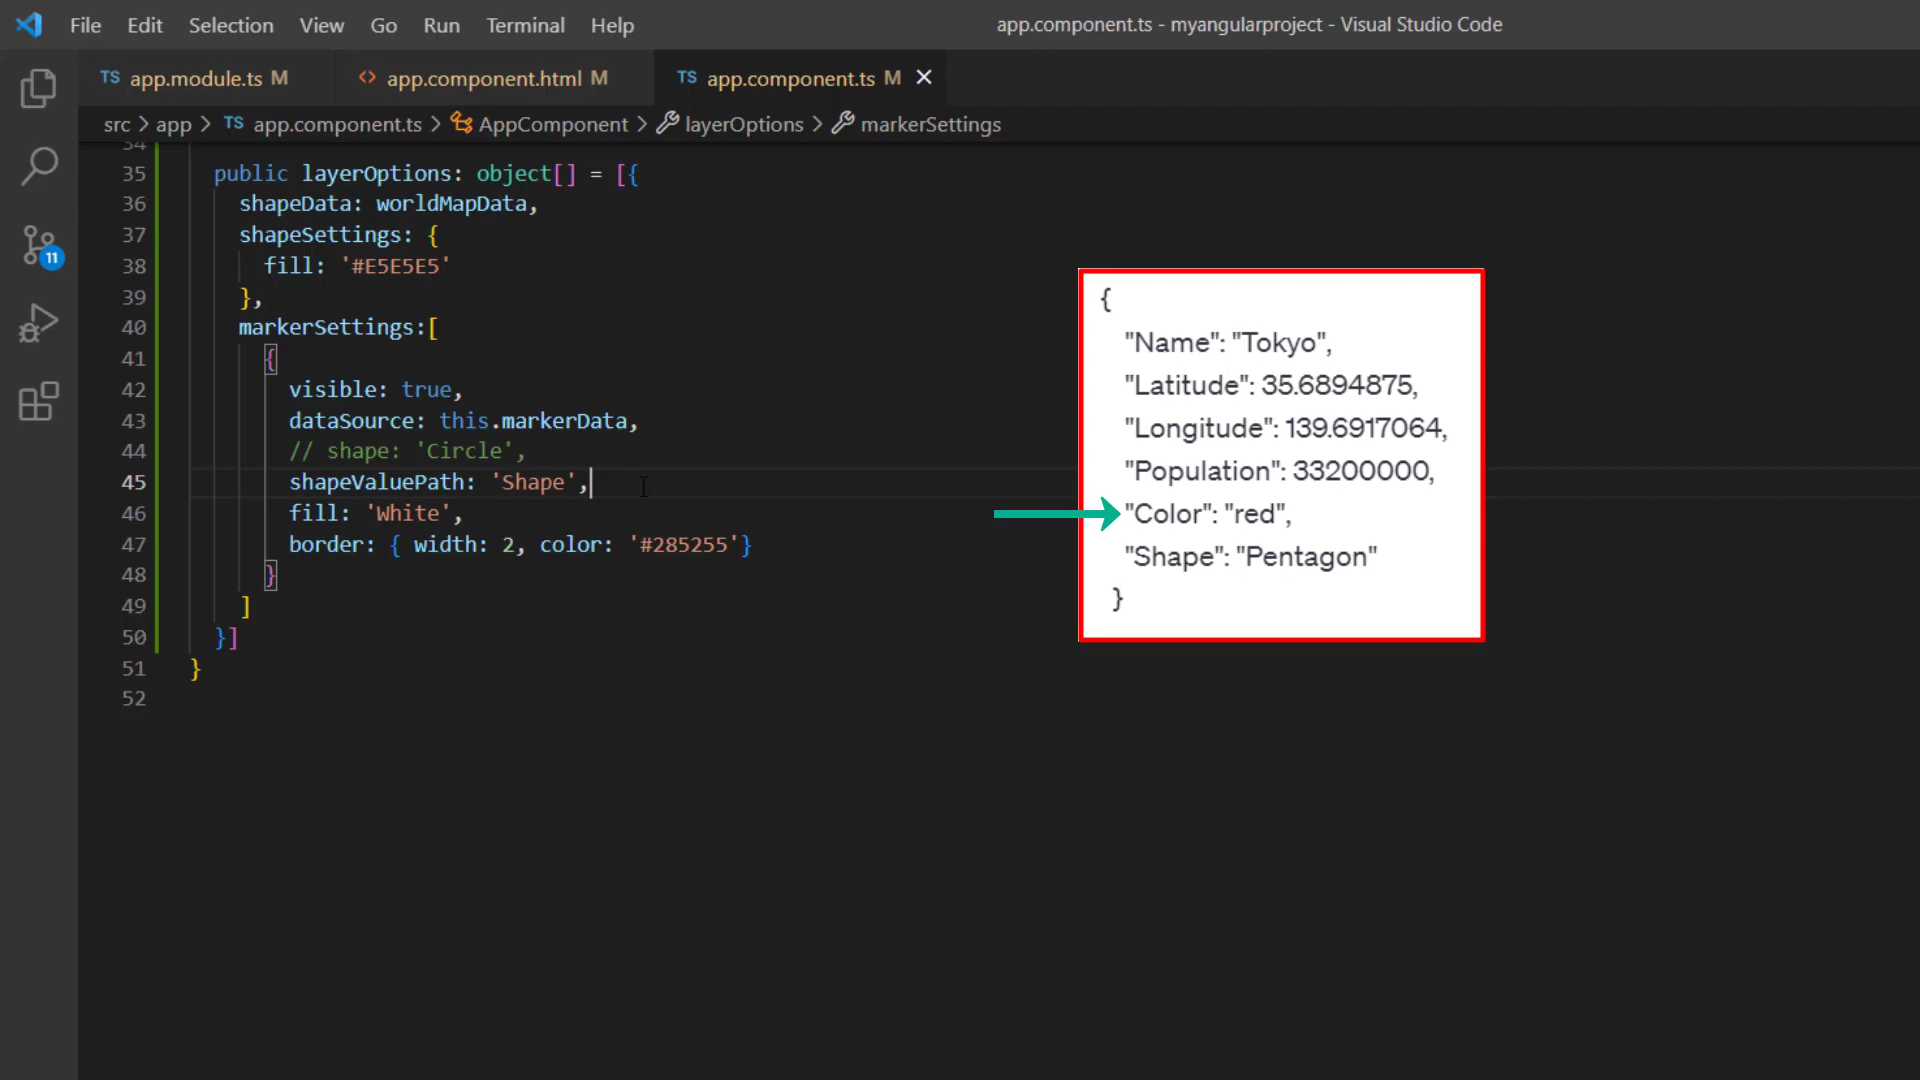 File Edit Selection View Go Run Terminal Help
app.component.ts - myangularproject - Visual Studio Code
TS app.module.ts M
<> app.component.html M
TS app.component.ts M
src > app > TS app.component.ts > AppComponent > layerOptions > markerSettings
34
35 public layerOptions: object[] = [{
36 shapeData: worldMapData,
37 shapeSettings: {
38 fill: '#E5E5E5'
39 },
40 markerSettings:[
41 {
42 visible: true,
43 dataSource: this.markerData,
44 // shape: 'Circle',
45 shapeValuePath: 'Shape',
46 fill: 'White',
47 border: { width: 2, color: '#285255'}
48 }
49 ]
50 }]
51 }
52
11
{
"Name": "Tokyo",
"Latitude": 35.6894875,
"Longitude": 139.6917064,
"Population": 33200000,
"Color": "red",
"Shape": "Pentagon"
}